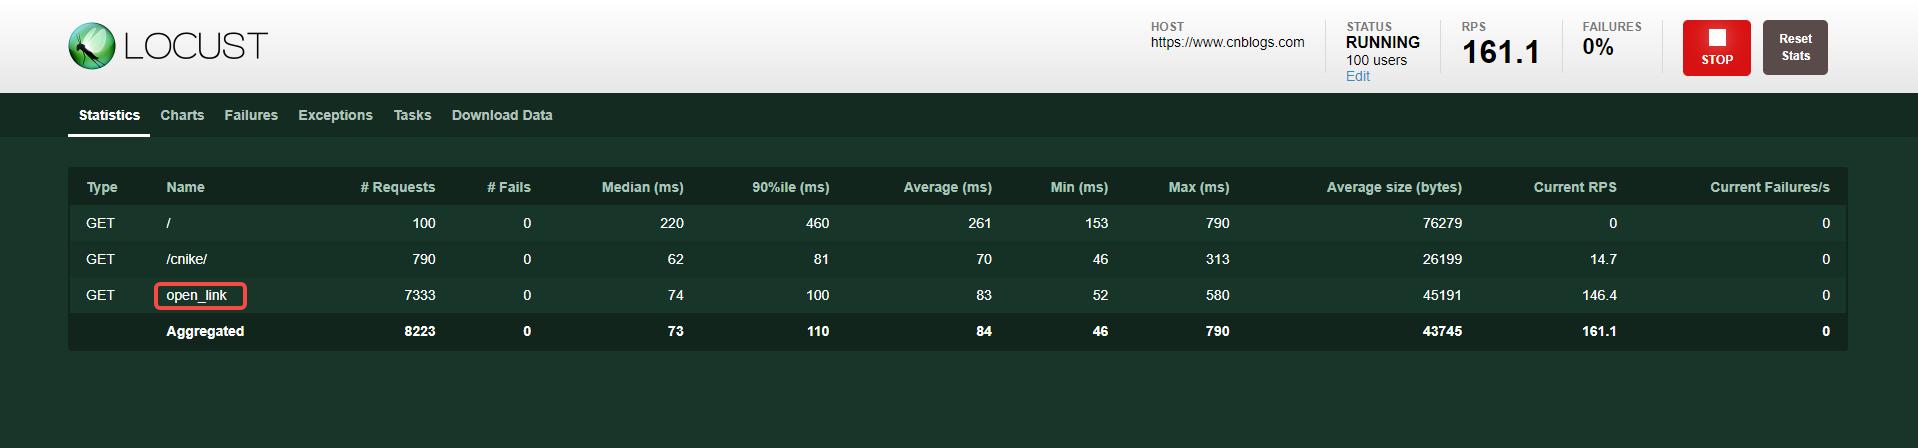 LOCUST
HOST
https://www.cnblogs.com
STATUS
RUNNING
100 users
Edit
RPS
161.1
FAILURES
0%
STOP
Reset
Stats
Statistics Charts Failures Exceptions Tasks Download Data
Type Name # Requests # Fails Median (ms) 90%ile (ms) Average (ms) Min (ms) Max (ms) Average size (bytes) Current RPS Current Failures/s
GET / 100 0 220 460 261 153 790 76279 0 0
GET /cnike/ 790 0 62 81 70 46 313 26199 14.7 0
GET open_link 7333 0 74 100 83 52 580 45191 146.4 0
Aggregated 8223 0 73 110 84 46 790 43745 161.1 0